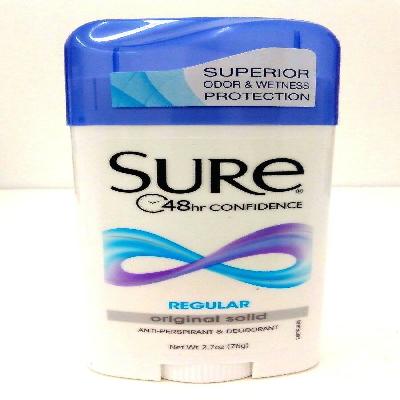 SUPERIOR
ODOR & WETNESS
PROTECTION
SURE®
48hr CONFIDENCE
REGULAR
original solid
ANTI-PERSPIRANT & DEODORANT
Net Wt 2.7oz (76g)